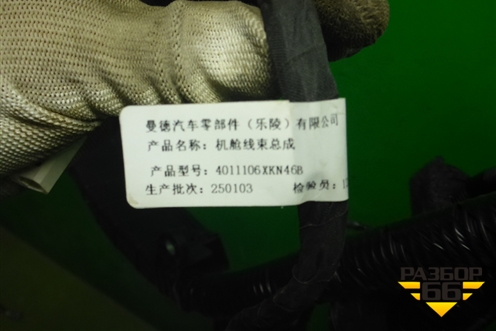 曼德汽车零部件（乐陵）有限公司
产品名称：机舱线束总成
产品型号：4011106XKN46B
生产批次：250103 检验员：1
РАЗБОР
66